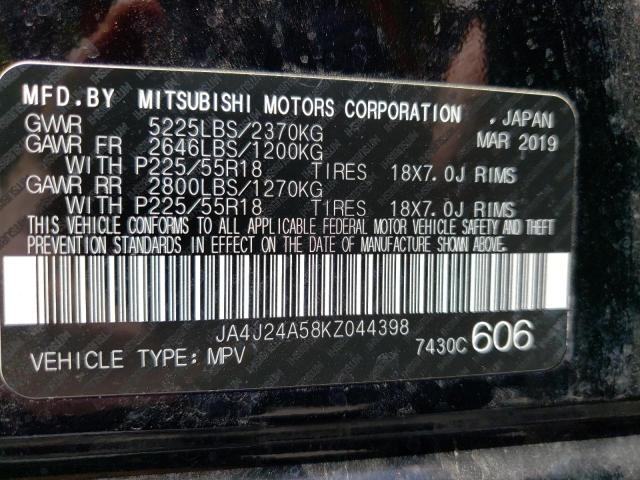 MFD.BY MITSUBISHI MOTORS CORPORATION , JAPAN
GVWR 5225LBS/2370KG MAR 2019
GAWR FR 2646LBS/1200KG
WITH P225/55R18 TIRES 18X7.0J RIMS
GAWR RR 2800LBS/1270KG
WITH P225/55R18 TIRES 18X7.0J RIMS
THIS VEHICLE CONFORMS TO ALL APPLICABLE FEDERAL MOTOR VEHICLE SAFETY AND THEFT
PREVENTION STANDARDS IN EFFECT ON THE DATE OF MANUFACTURE SHOWN ABOVE.
JA4J24A58KZ044398
VEHICLE TYPE: MPV 7430C 606